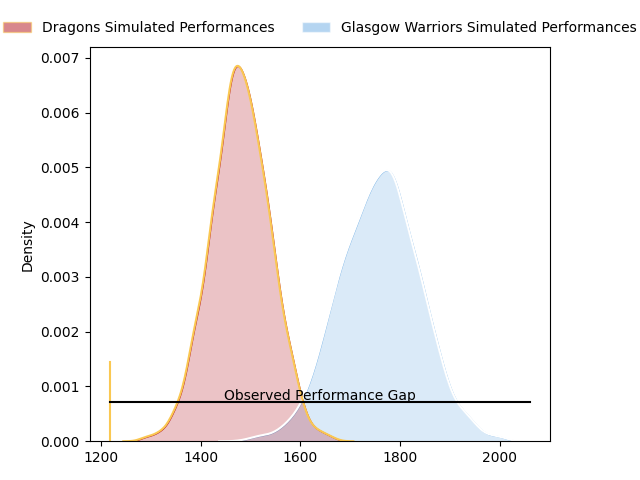 Dragons Simulated Performances Glasgow Warriors Simulated Performances
0.007
0.006
0.005
0.004
0.003
0.002
0.001
0.000
Density
Observed Performance Gap
1200 1400 1600 1800 2000